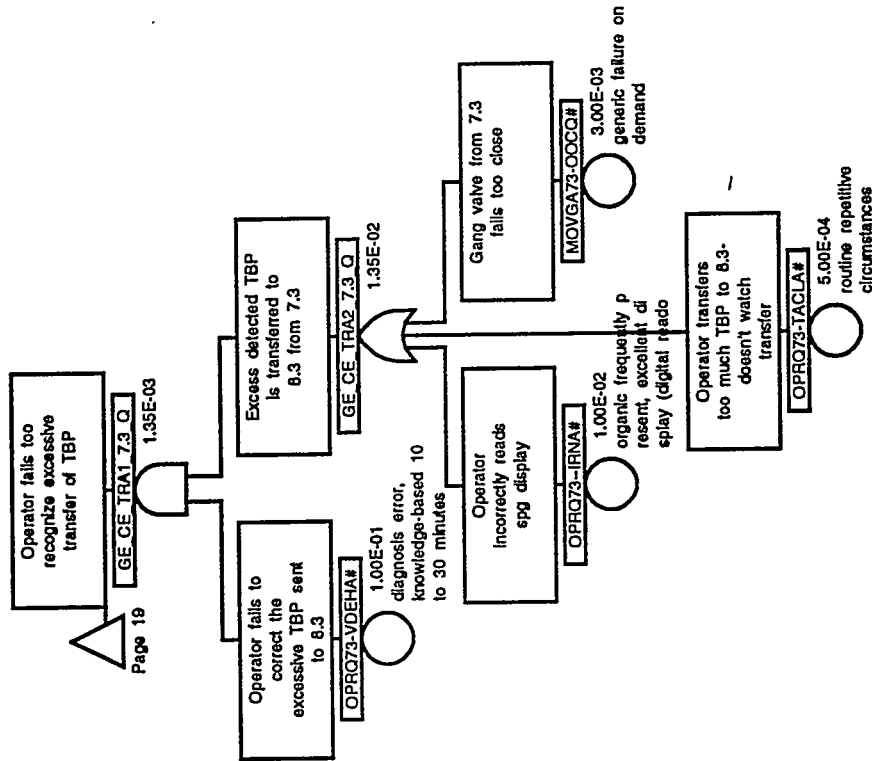 Operator fails too
recognize excessive
transfer of TBP
GE_CE_TRA1_7.3_Q
1.35E-03
Page 19
Operator fails to
correct the
excessive TBP sent
to 8.3
OPRQ73-VDEHA#
1.00E-01
diagnosis error,
knowledge-based 10
to 30 minutes
Excess detected TBP
is transferred to
8.3 from 7.3
GE_CE_TRA2_7.3_Q
1.35E-02
Operator
incorrectly reads
spg display
OPRQ73--IRNA#
1.00E-02
organic frequently p
resent, excellent di
splay (digital reado
Operator transfers
too much TBP to 8.3-
doesn't watch
transfer
OPRQ73-TACLA#
5.00E-04
routine repetitive
circumstances
Gang valve from 7.3
fails too close
MOVGA73-OOCQ#
3.00E-03
generic failure on
demand